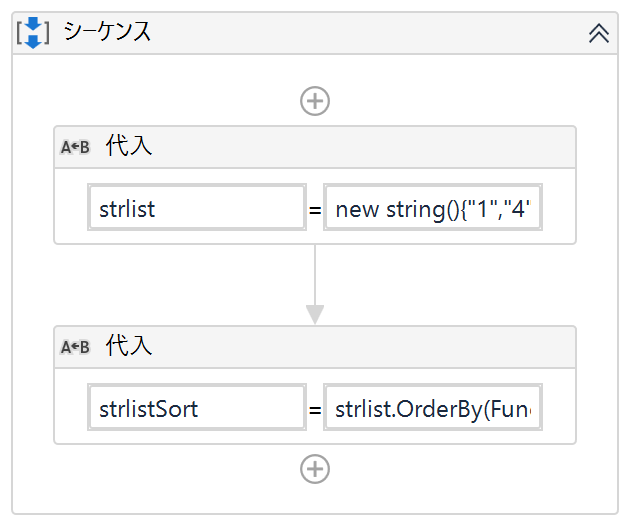 シーケンス
A←B 代入
strlist = new string(){"1","4"
A←B 代入
strlistSort = strlist.OrderBy(Fun